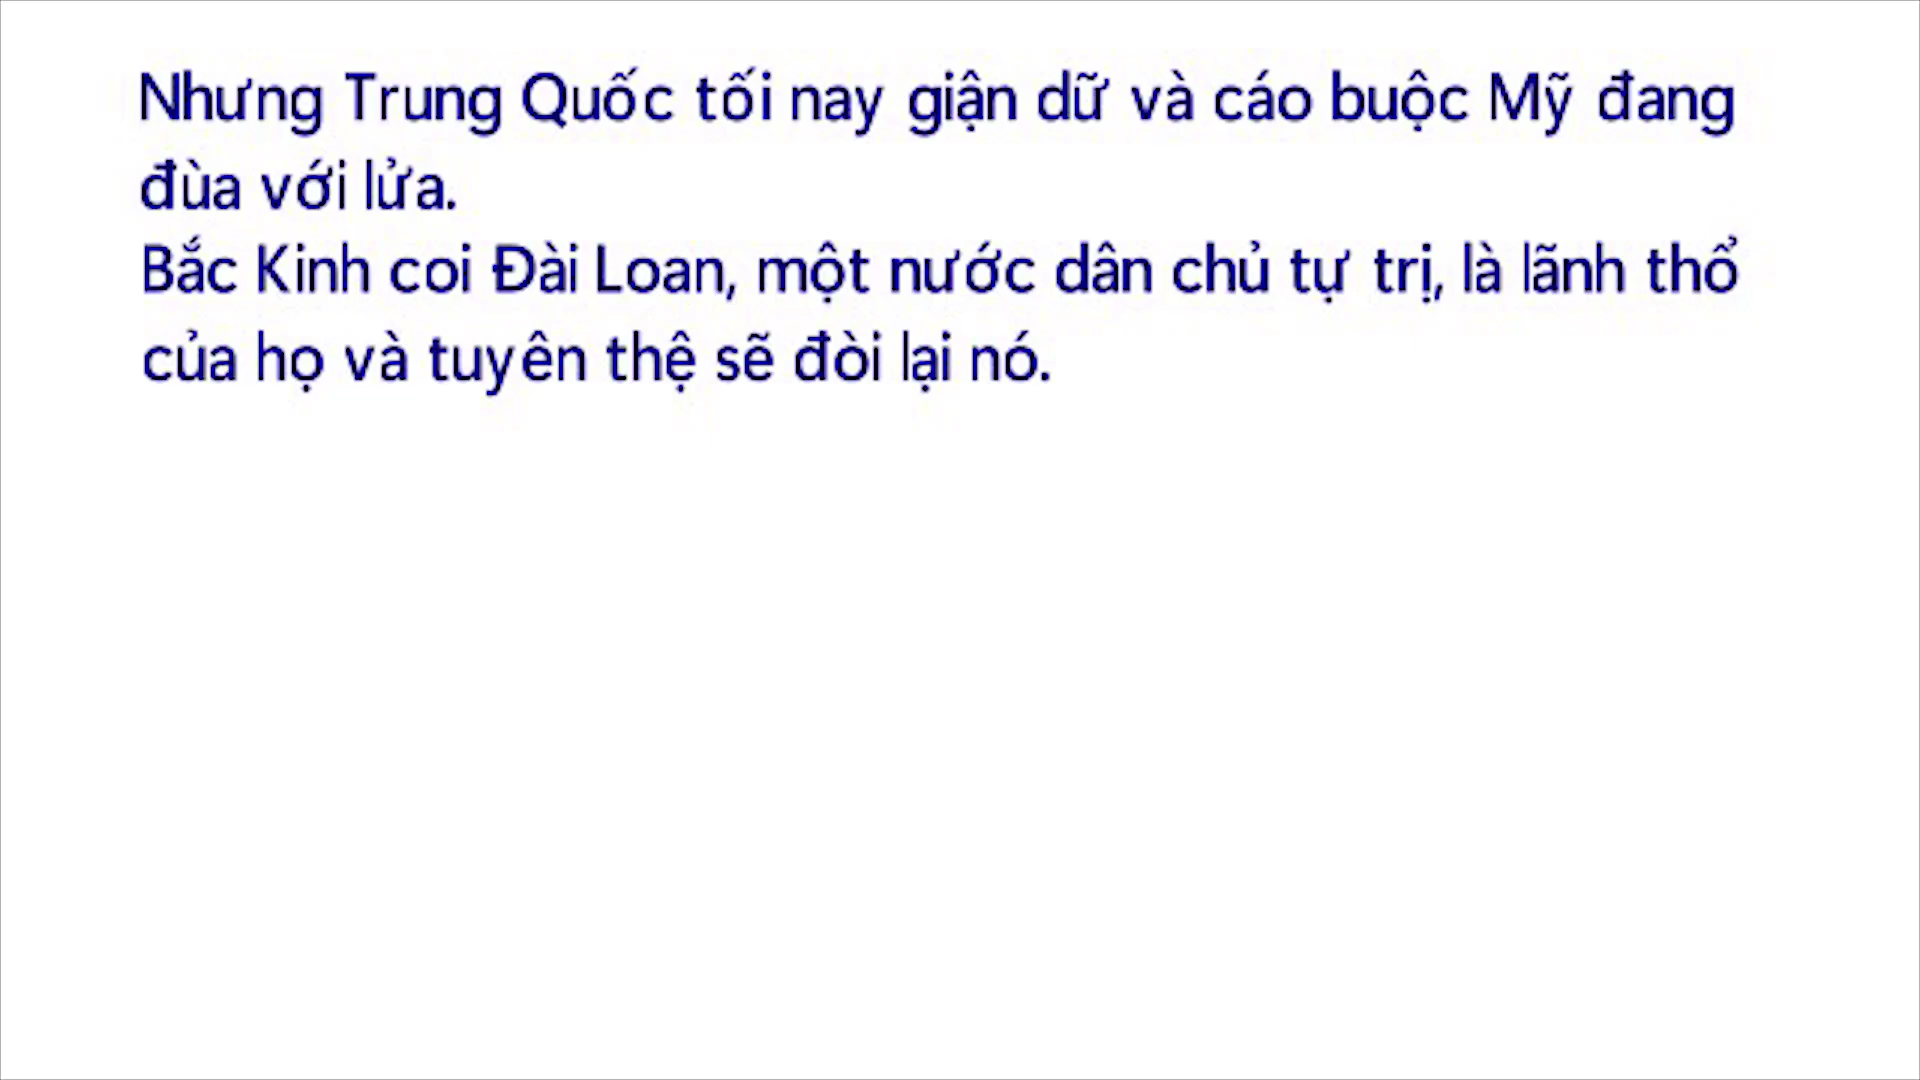 Nhưng Trung Quốc tối nay giận dữ và cáo buộc Mỹ đang
đùa với lửa.
Bắc Kinh coi Đài Loan, một nước dân chủ tự trị, là lãnh thổ
của họ và tuyên thệ sẽ đòi lại nó.